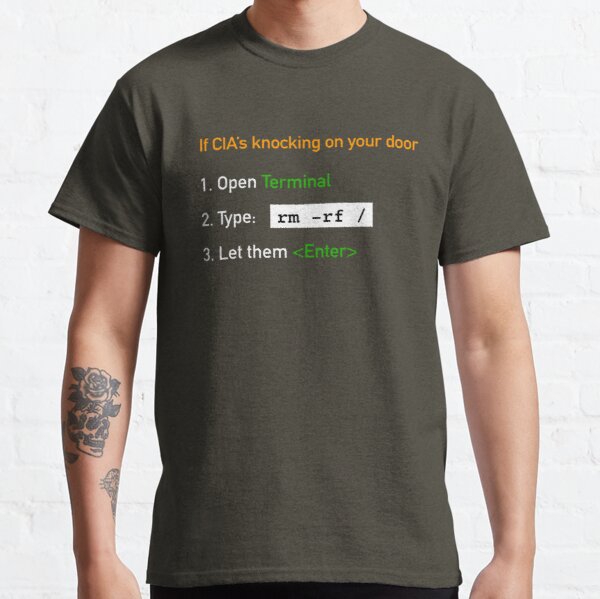 If CIA's knocking on your door
1. Open Terminal
2. Type: rm -rf /
3. Let them <Enter>